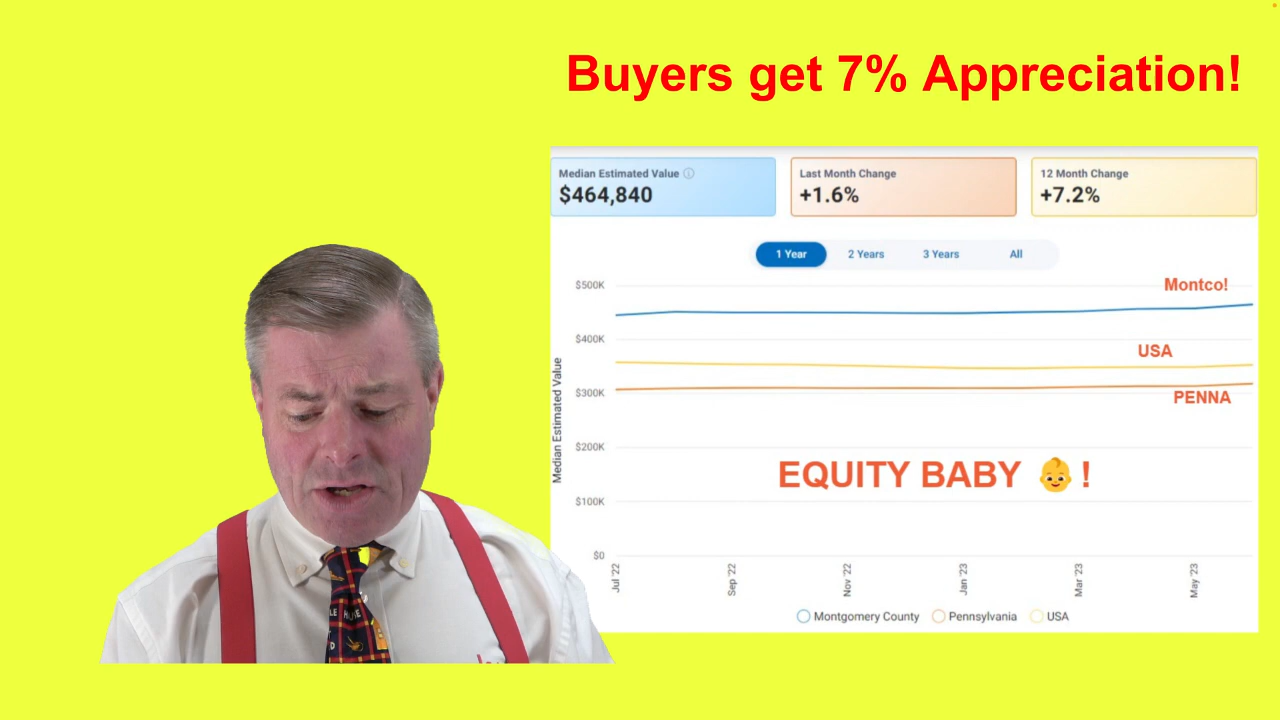 Buyers get 7% Appreciation!
Median Estimated Value
$464,840
Last Month Change
+1.6%
12 Month Change
+7.2%
1 Year 2 Years 3 Years All
Montco!
USA
PENNA
EQUITY BABY 👶 !
Median Estimated Value
$500K
$400K
$300K
$200K
$100K
$0
Jul '22
Sep '22
Nov '22
Jan '23
Mar '23
May '23
Montgomery County Pennsylvania USA